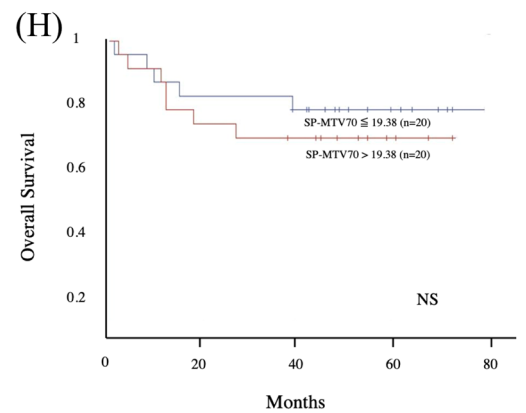 (H)
1
0.8
0.6
0.4
0.2
Overall Survival
SP-MTV70 ≦ 19.38 (n=20)
SP-MTV70 > 19.38 (n=20)
NS
0 20 40 60 80
Months